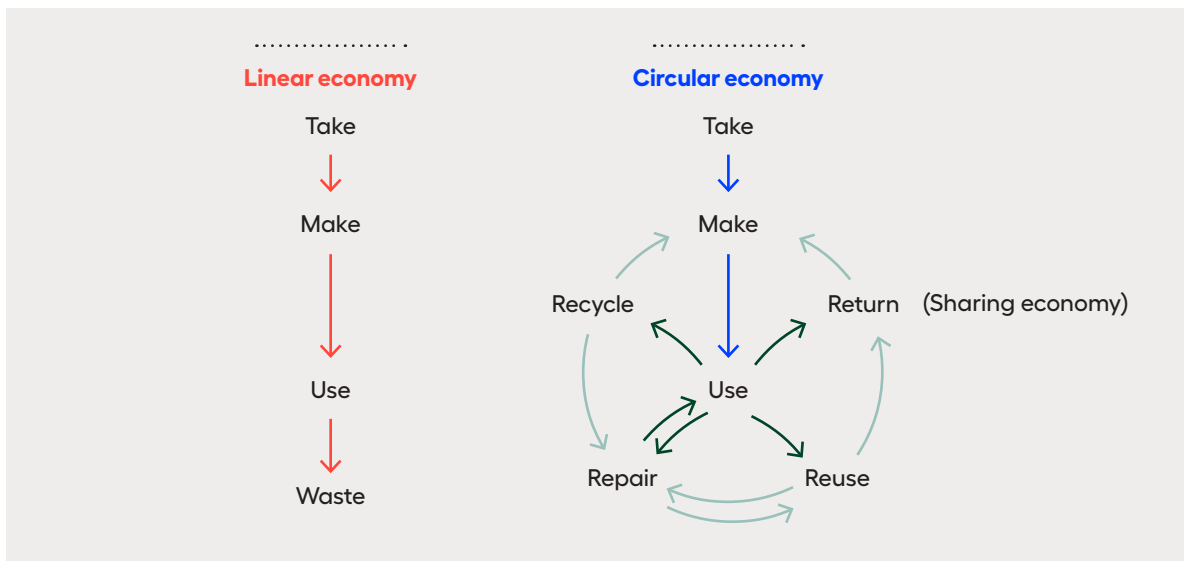 Linear economy
Take
Make
Use
Waste
Circular economy
Take
Make
Recycle
Return (Sharing economy)
Use
Repair
Reuse